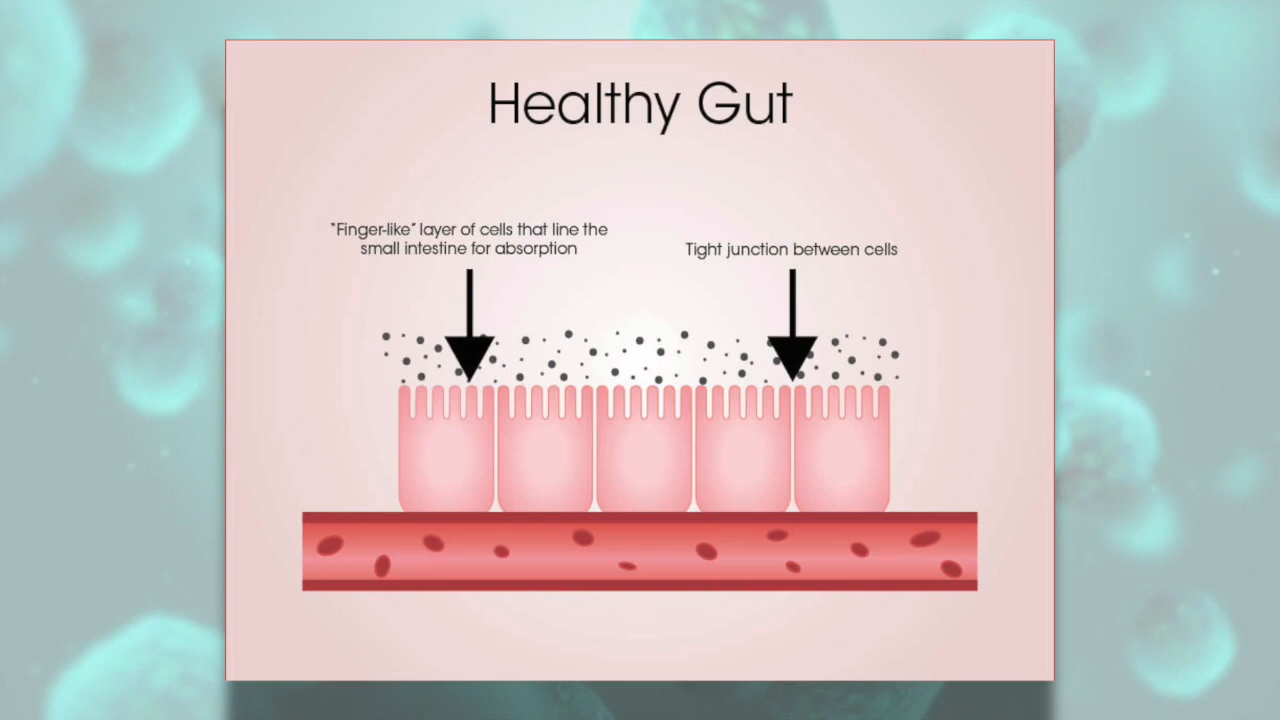 Healthy Gut
“Finger-like” layer of cells that line the
small intestine for absorption
Tight junction between cells